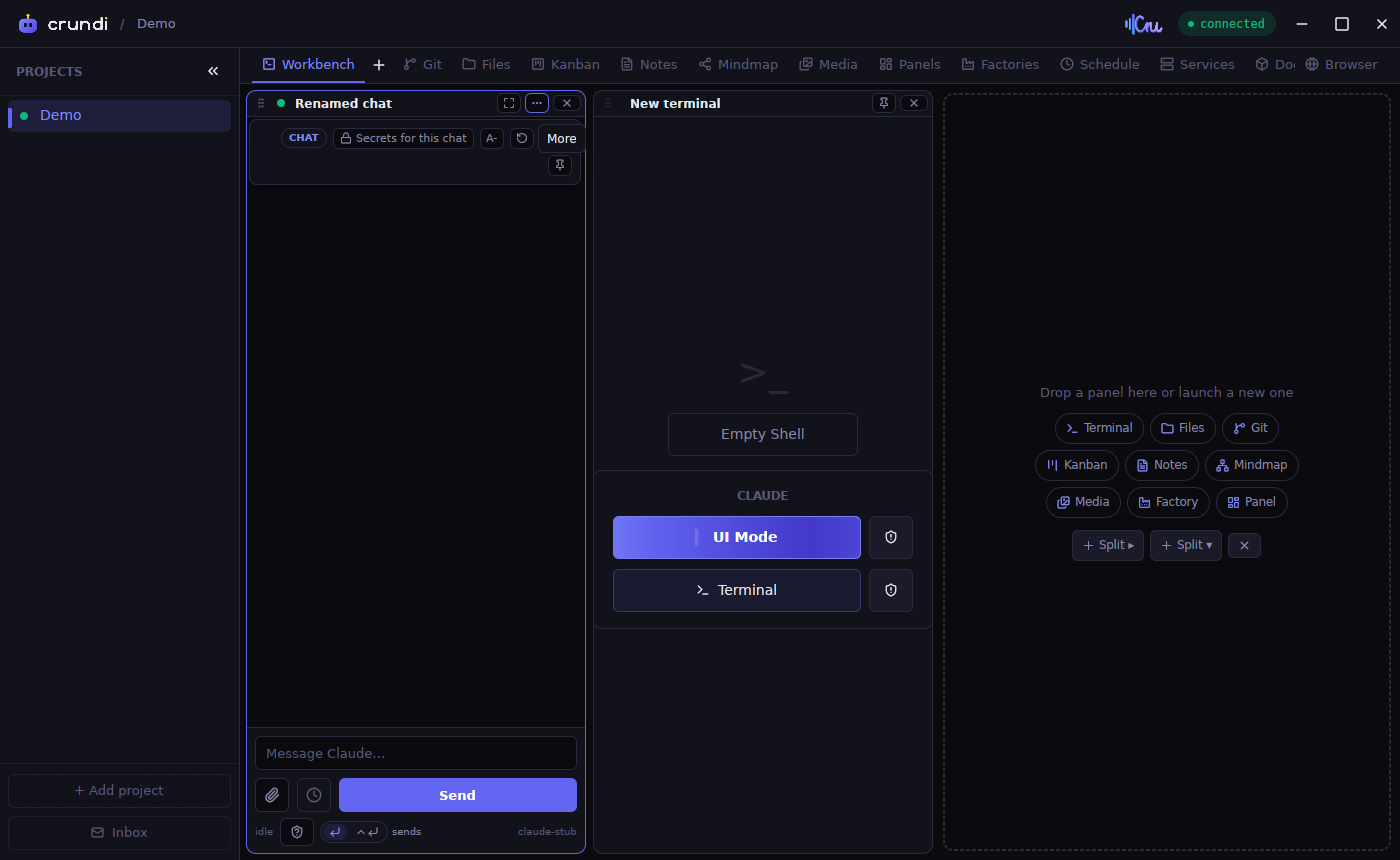 crundi / Demo
Cru
connected
PROJECTS
Workbench
Git
Files
Kanban
Notes
Mindmap
Media
Panels
Factories
Schedule
Services
Doc
Browser
Demo
Renamed chat
CHAT
Secrets for this chat
A-
More
New terminal
>_
Empty Shell
CLAUDE
UI Mode
Terminal
Drop a panel here or launch a new one
Terminal
Files
Git
Kanban
Notes
Mindmap
Media
Factory
Panel
+ Split ▸
+ Split ▾
Message Claude...
Send
idle
sends
claude-stub
+ Add project
Inbox